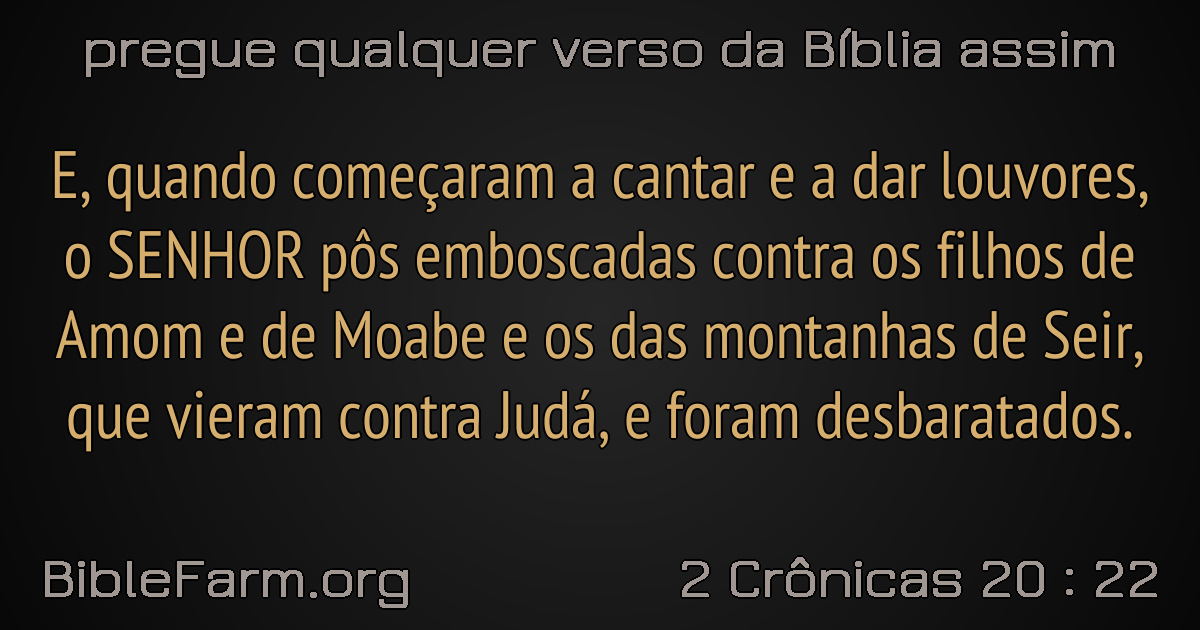 pregue qualquer verso da Bíblia assim
E, quando começaram a cantar e a dar louvores,
o SENHOR pôs emboscadas contra os filhos de
Amom e de Moabe e os das montanhas de Seir,
que vieram contra Judá, e foram desbaratados.
BibleFarm.org
2 Crônicas 20 : 22